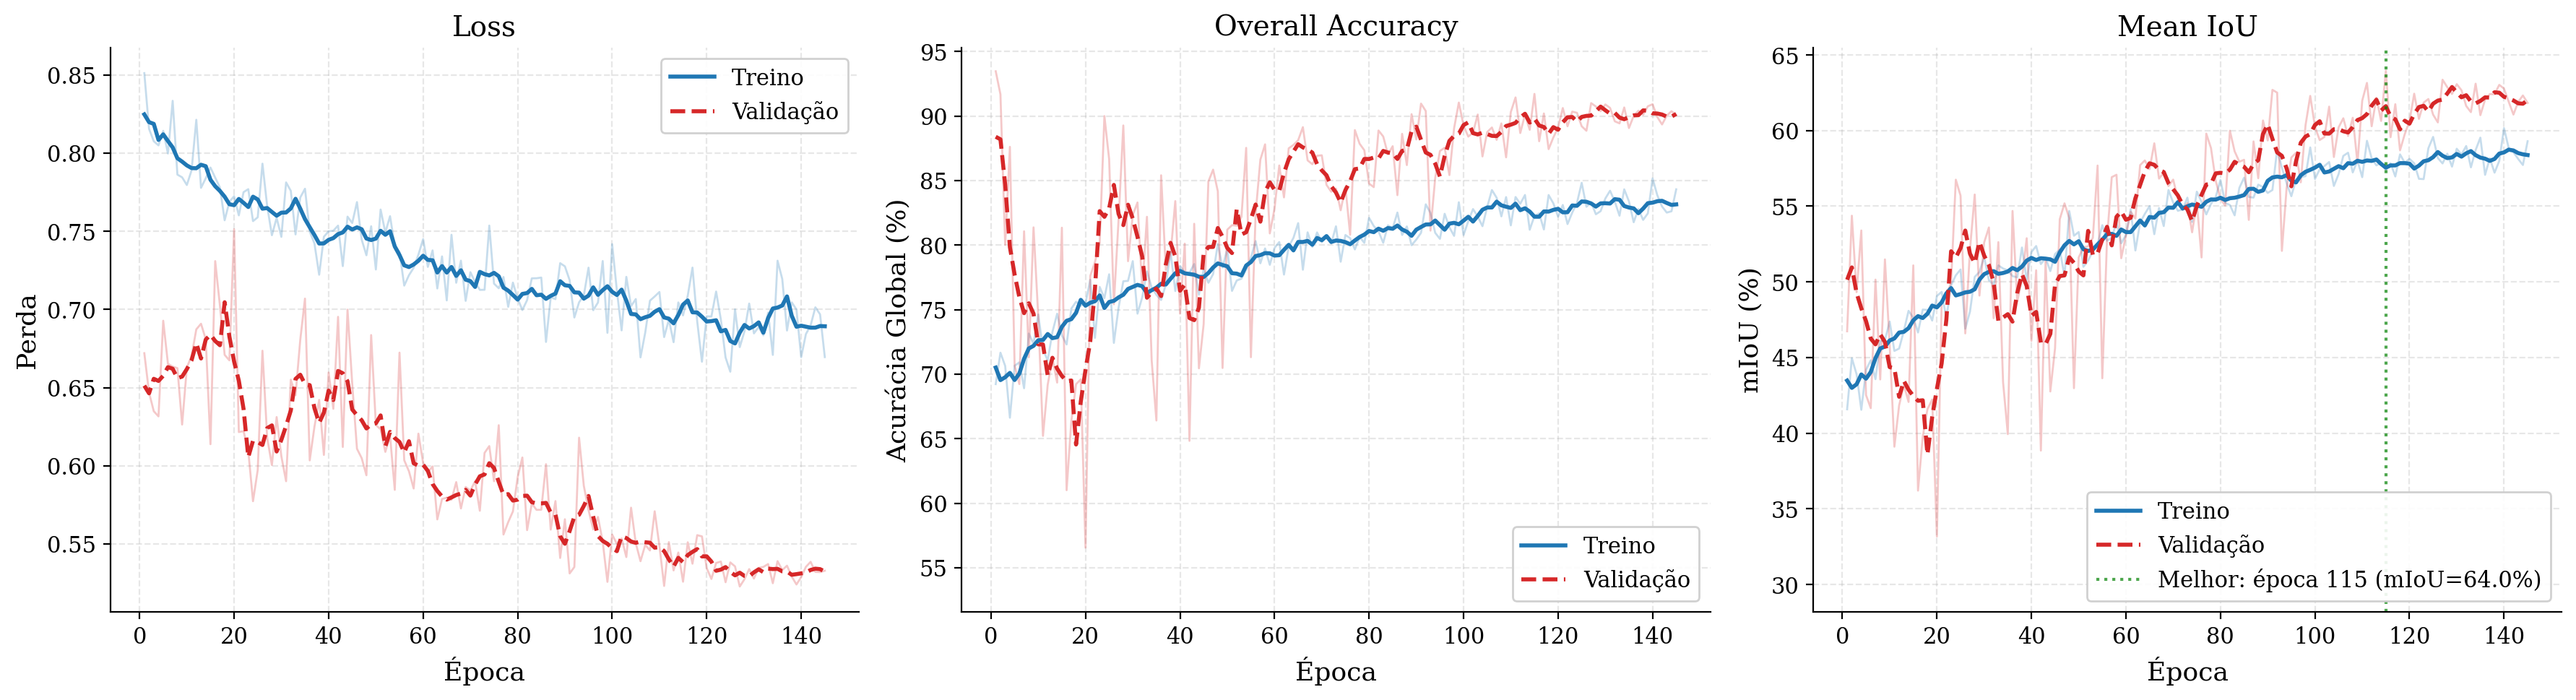 Loss
Perda
0.85
0.80
0.75
0.70
0.65
0.60
0.55
0 20 40 60 80 100 120 140
Época
Treino
Validação
Overall Accuracy
Acurácia Global (%)
95
90
85
80
75
70
65
60
55
0 20 40 60 80 100 120 140
Época
Treino
Validação
Mean IoU
mIoU (%)
65
60
55
50
45
40
35
30
0 20 40 60 80 100 120 140
Época
Treino
Validação
Melhor: época 115 (mIoU=64.0%)